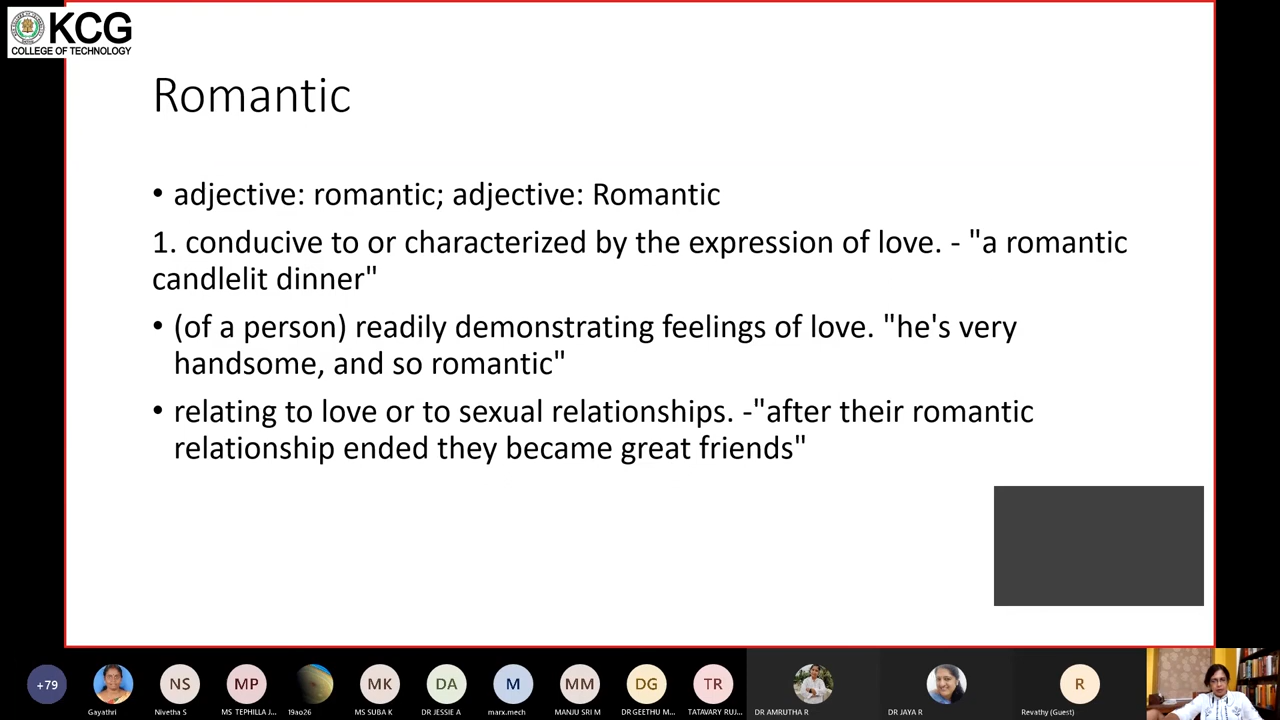 KCG
COLLEGE OF TECHNOLOGY
Romantic
• adjective: romantic; adjective: Romantic
1. conducive to or characterized by the expression of love. - "a romantic
candlelit dinner"
• (of a person) readily demonstrating feelings of love. "he's very
handsome, and so romantic"
• relating to love or to sexual relationships. -"after their romantic
relationship ended they became great friends"
+79
NS
MP
MK
DA
M
MM
DG
TR
R
Gayathri
Nivetha S
MS TEPHILLA J...
19ao26
MS SUBA K
DR JESSIE A
marx.mech
MANJU SRI M
DR GEETHU M...
TATAVARY RUJ...
DR AMRUTHA R
DR JAYA R
Revathy (Guest)